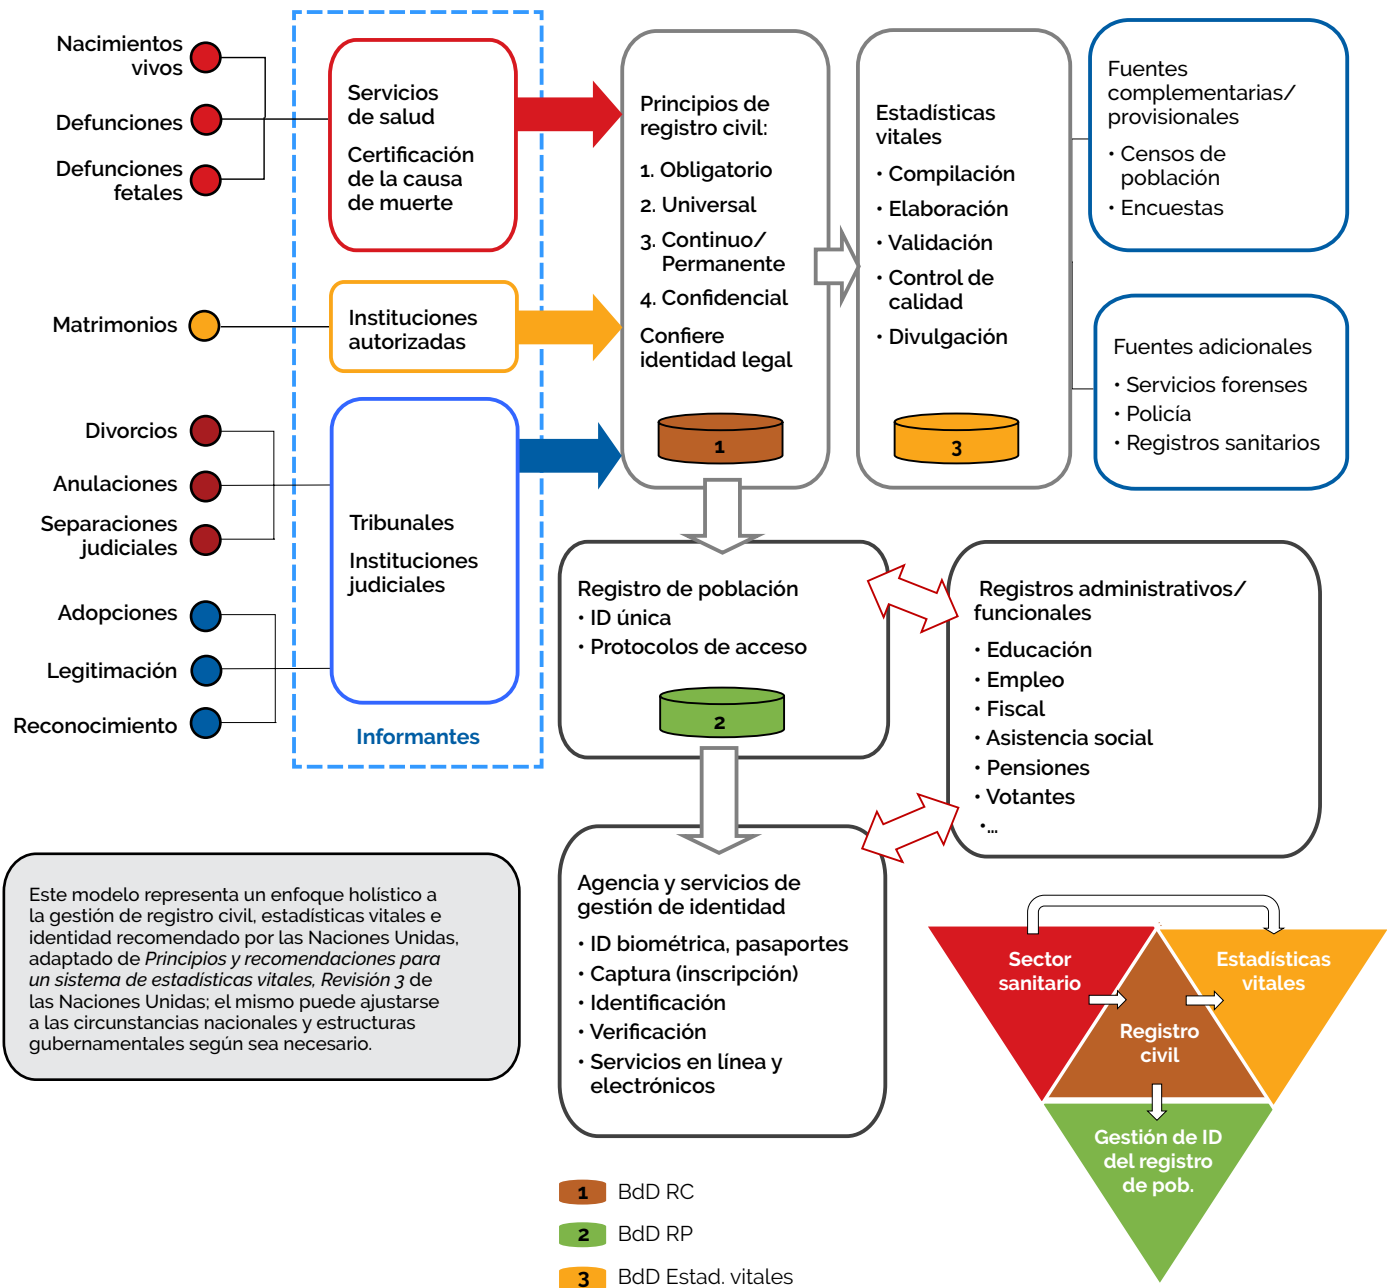 Nacimientos
vivos
Defunciones
Defunciones
fetales
Matrimonios
Divorcios
Anulaciones
Separaciones
judiciales
Adopciones
Legitimación
Reconocimiento
Servicios
de salud
Certificación
de la causa
de muerte
Instituciones
autorizadas
Tribunales
Instituciones
judiciales
Informantes
Principios de
registro civil:
1. Obligatorio
2. Universal
3. Continuo/
Permanente
4. Confidencial
Confiere
identidad legal
1
Estadísticas
vitales
• Compilación
• Elaboración
• Validación
• Control de
calidad
• Divulgación
3
Fuentes
complementarias/
provisionales
• Censos de
población
• Encuestas
Fuentes adicionales
• Servicios forenses
• Policía
• Registros sanitarios
Registro de población
• ID única
• Protocolos de acceso
2
Registros administrativos/
funcionales
• Educación
• Empleo
• Fiscal
• Asistencia social
• Pensiones
• Votantes
•...
Agencia y servicios de
gestión de identidad
• ID biométrica, pasaportes
• Captura (inscripción)
• Identificación
• Verificación
• Servicios en línea y
electrónicos
Este modelo representa un enfoque holístico a
la gestión de registro civil, estadísticas vitales e
identidad recomendado por las Naciones Unidas,
adaptado de Principios y recomendaciones para
un sistema de estadísticas vitales, Revisión 3 de
las Naciones Unidas; el mismo puede ajustarse
a las circunstancias nacionales y estructuras
gubernamentales según sea necesario.
Sector
sanitario
Estadísticas
vitales
Registro
civil
Gestión de ID
del registro
de pob.
1 BdD RC
2 BdD RP
3 BdD Estad. vitales